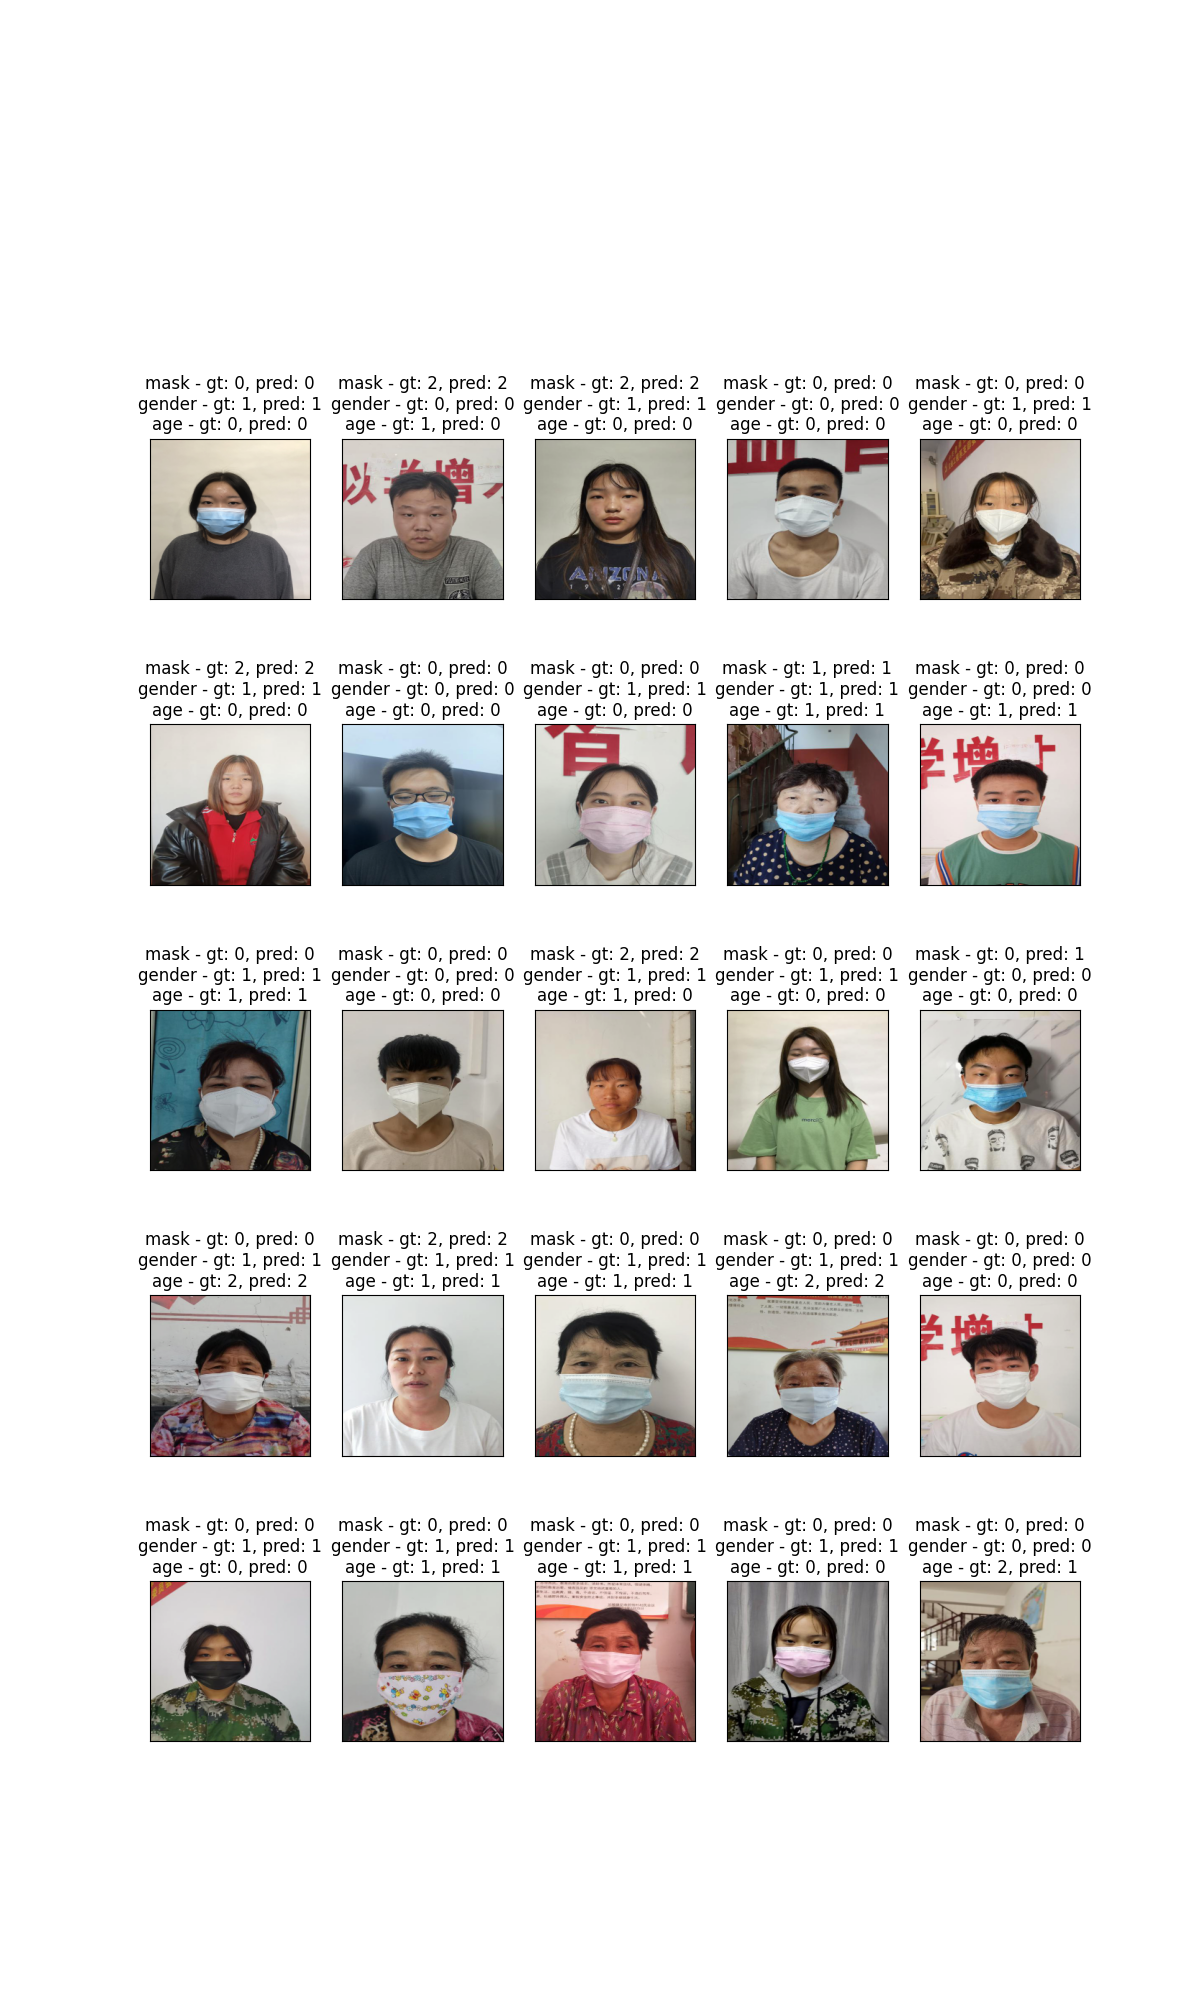 mask - gt: 0, pred: 0
gender - gt: 1, pred: 1
age - gt: 0, pred: 0
mask - gt: 2, pred: 2
gender - gt: 0, pred: 0
age - gt: 1, pred: 0
mask - gt: 2, pred: 2
gender - gt: 1, pred: 1
age - gt: 0, pred: 0
mask - gt: 0, pred: 0
gender - gt: 0, pred: 0
age - gt: 0, pred: 0
mask - gt: 0, pred: 0
gender - gt: 1, pred: 1
age - gt: 0, pred: 0
以学增
mask - gt: 2, pred: 2
gender - gt: 1, pred: 1
age - gt: 0, pred: 0
mask - gt: 0, pred: 0
gender - gt: 0, pred: 0
age - gt: 0, pred: 0
mask - gt: 0, pred: 0
gender - gt: 1, pred: 1
age - gt: 0, pred: 0
mask - gt: 1, pred: 1
gender - gt: 1, pred: 1
age - gt: 1, pred: 1
mask - gt: 0, pred: 0
gender - gt: 0, pred: 0
age - gt: 1, pred: 1
学增
mask - gt: 0, pred: 0
gender - gt: 1, pred: 1
age - gt: 1, pred: 1
mask - gt: 0, pred: 0
gender - gt: 0, pred: 0
age - gt: 0, pred: 0
mask - gt: 2, pred: 2
gender - gt: 1, pred: 1
age - gt: 1, pred: 0
mask - gt: 0, pred: 0
gender - gt: 1, pred: 1
age - gt: 0, pred: 0
mask - gt: 0, pred: 1
gender - gt: 0, pred: 0
age - gt: 0, pred: 0
mask - gt: 0, pred: 0
gender - gt: 1, pred: 1
age - gt: 2, pred: 2
mask - gt: 2, pred: 2
gender - gt: 1, pred: 1
age - gt: 1, pred: 1
mask - gt: 0, pred: 0
gender - gt: 1, pred: 1
age - gt: 1, pred: 1
mask - gt: 0, pred: 0
gender - gt: 1, pred: 1
age - gt: 2, pred: 2
mask - gt: 0, pred: 0
gender - gt: 0, pred: 0
age - gt: 0, pred: 0
学增
mask - gt: 0, pred: 0
gender - gt: 1, pred: 1
age - gt: 0, pred: 0
mask - gt: 0, pred: 0
gender - gt: 1, pred: 1
age - gt: 1, pred: 1
mask - gt: 0, pred: 0
gender - gt: 1, pred: 1
age - gt: 1, pred: 1
mask - gt: 0, pred: 0
gender - gt: 1, pred: 1
age - gt: 0, pred: 0
mask - gt: 0, pred: 0
gender - gt: 0, pred: 0
age - gt: 2, pred: 1